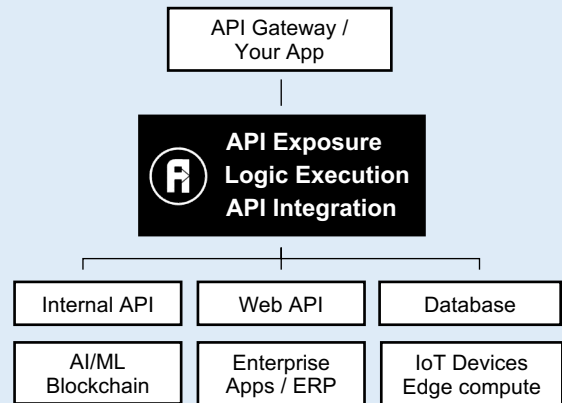 API Gateway /
Your App
API Exposure
Logic Execution
API Integration
Internal API
Web API
Database
AI/ML
Blockchain
Enterprise
Apps / ERP
IoT Devices
Edge compute